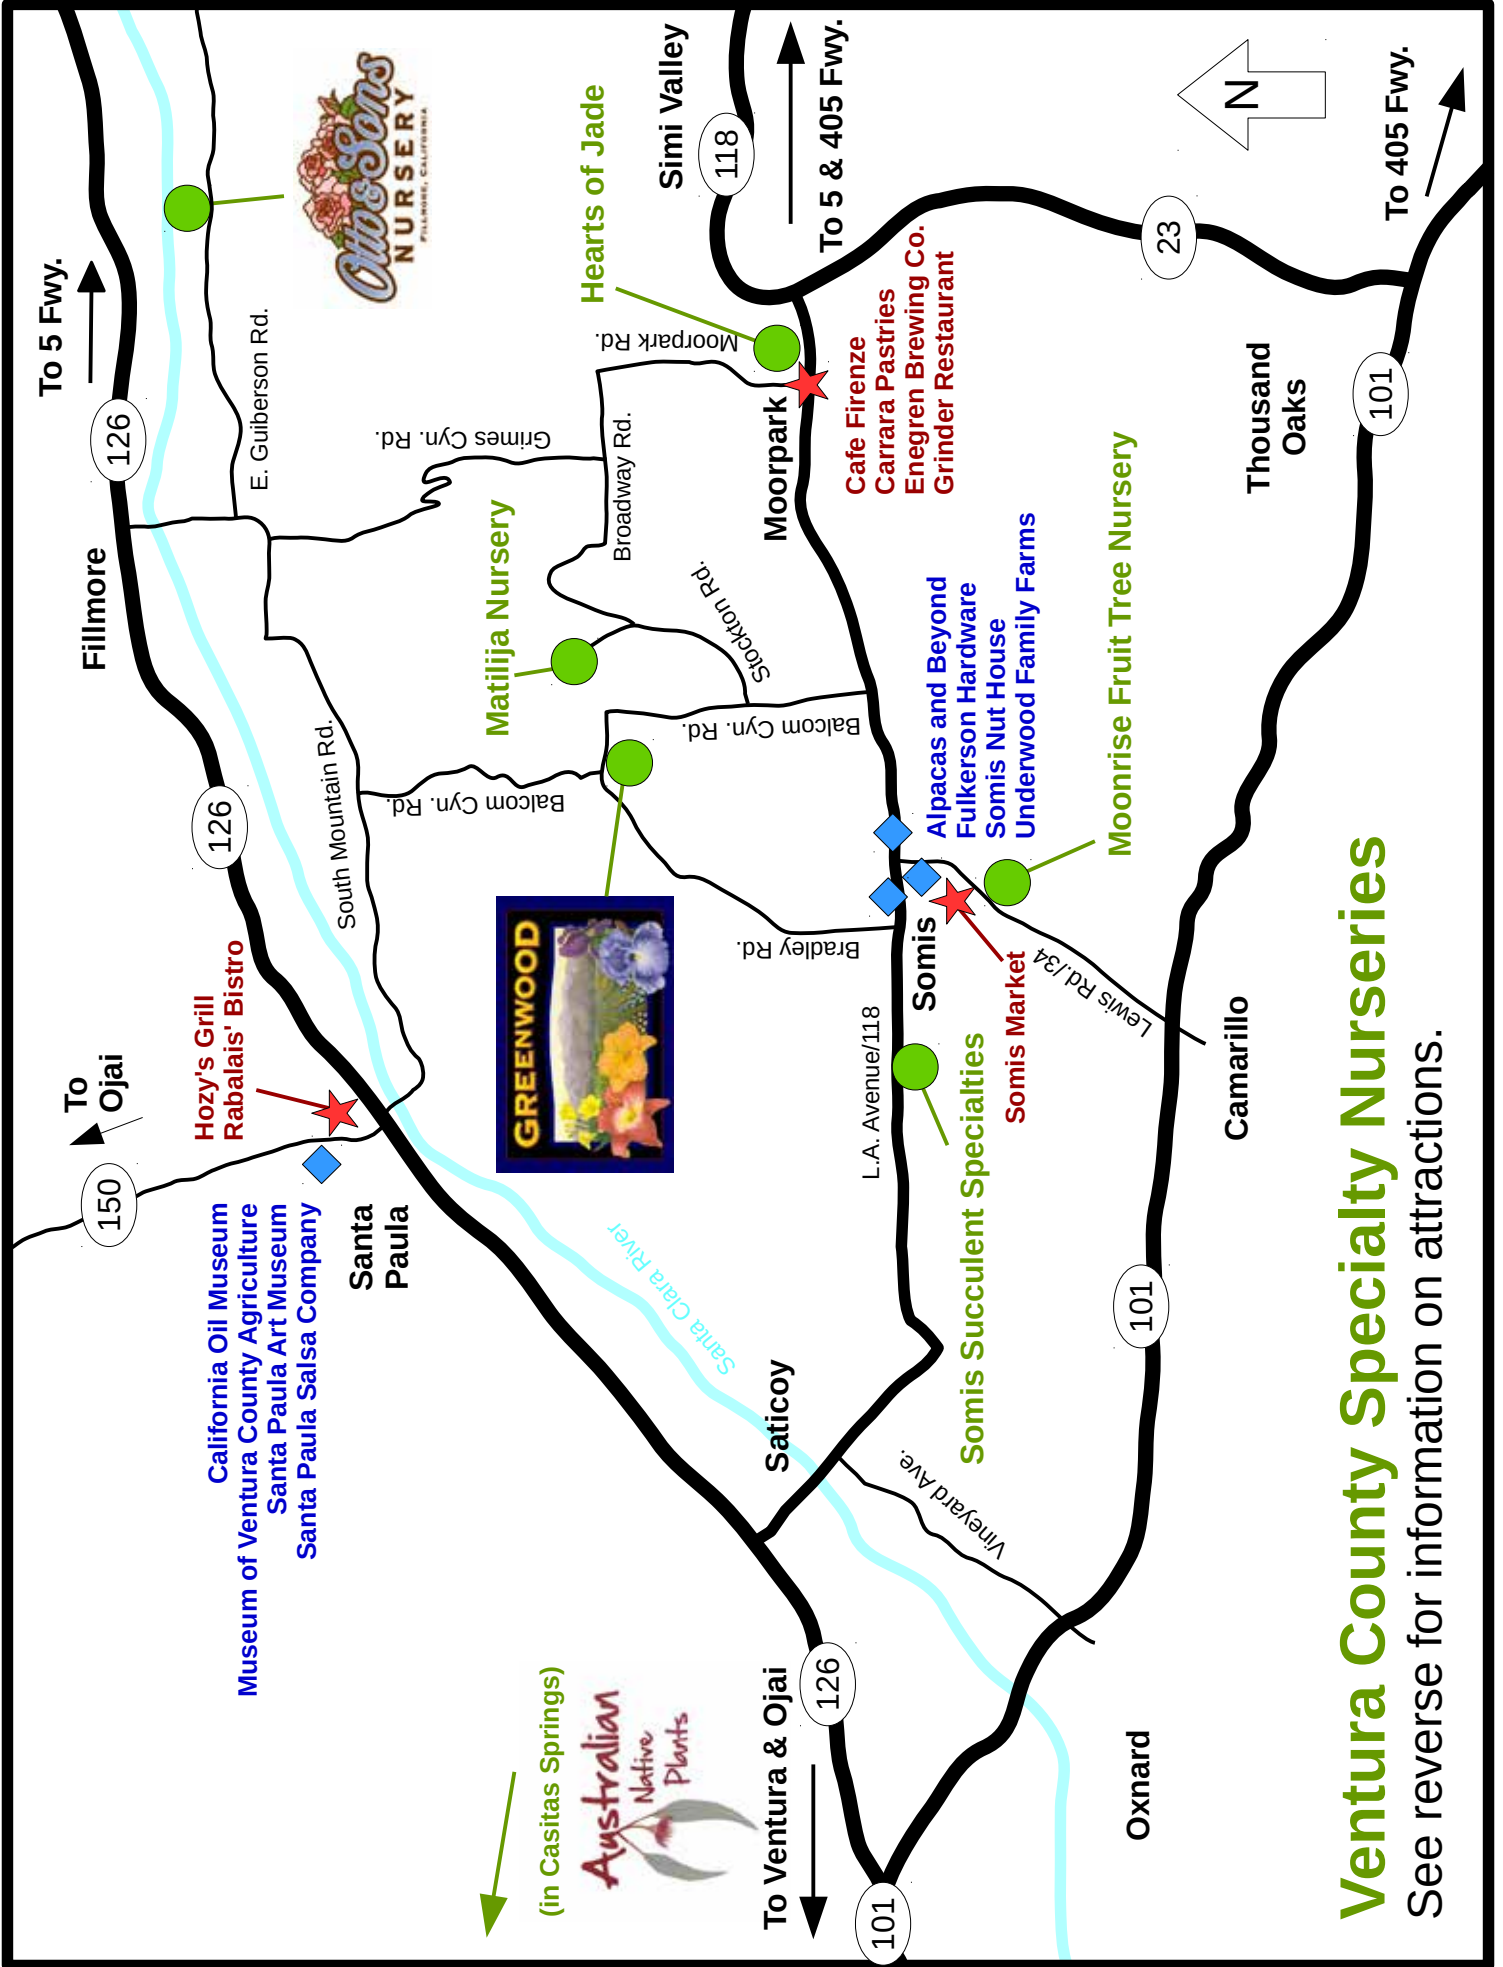 To
Ojai
150
Hozy's Grill
Rabalais' Bistro
California Oil Museum
Museum of Ventura County Agriculture
Santa Paula Art Museum
Santa Paula Salsa Company
Santa
Paula
126
Fillmore
126
To 5 Fwy.
South Mountain Rd.
E. Guiberson Rd.
Otto & Sons
NURSERY
FILLMORE, CALIFORNIA
(in Casitas Springs)
Australian
Native
Plants
Santa Clara River
GREENWOOD
Balcom Cyn. Rd.
Matilija Nursery
Grimes Cyn. Rd.
Broadway Rd.
Hearts of Jade
Moorpark Rd.
Simi Valley
118
To 5 & 405 Fwy.
To Ventura & Ojai
126
101
Saticoy
Bradley Rd.
Balcom Cyn. Rd.
Stockton Rd.
Moorpark
Cafe Firenze
Carrara Pastries
Enegren Brewing Co.
Grinder Restaurant
L.A. Avenue/118
Somis
Alpacas and Beyond
Fulkerson Hardware
Somis Nut House
Underwood Family Farms
Vineyard Ave.
Somis Succulent Specialties
Somis Market
Lewis Rd./34
Moonrise Fruit Tree Nursery
23
N
Oxnard
101
Camarillo
Thousand
Oaks
101
To 405 Fwy.
Ventura County Specialty Nurseries
See reverse for information on attractions.